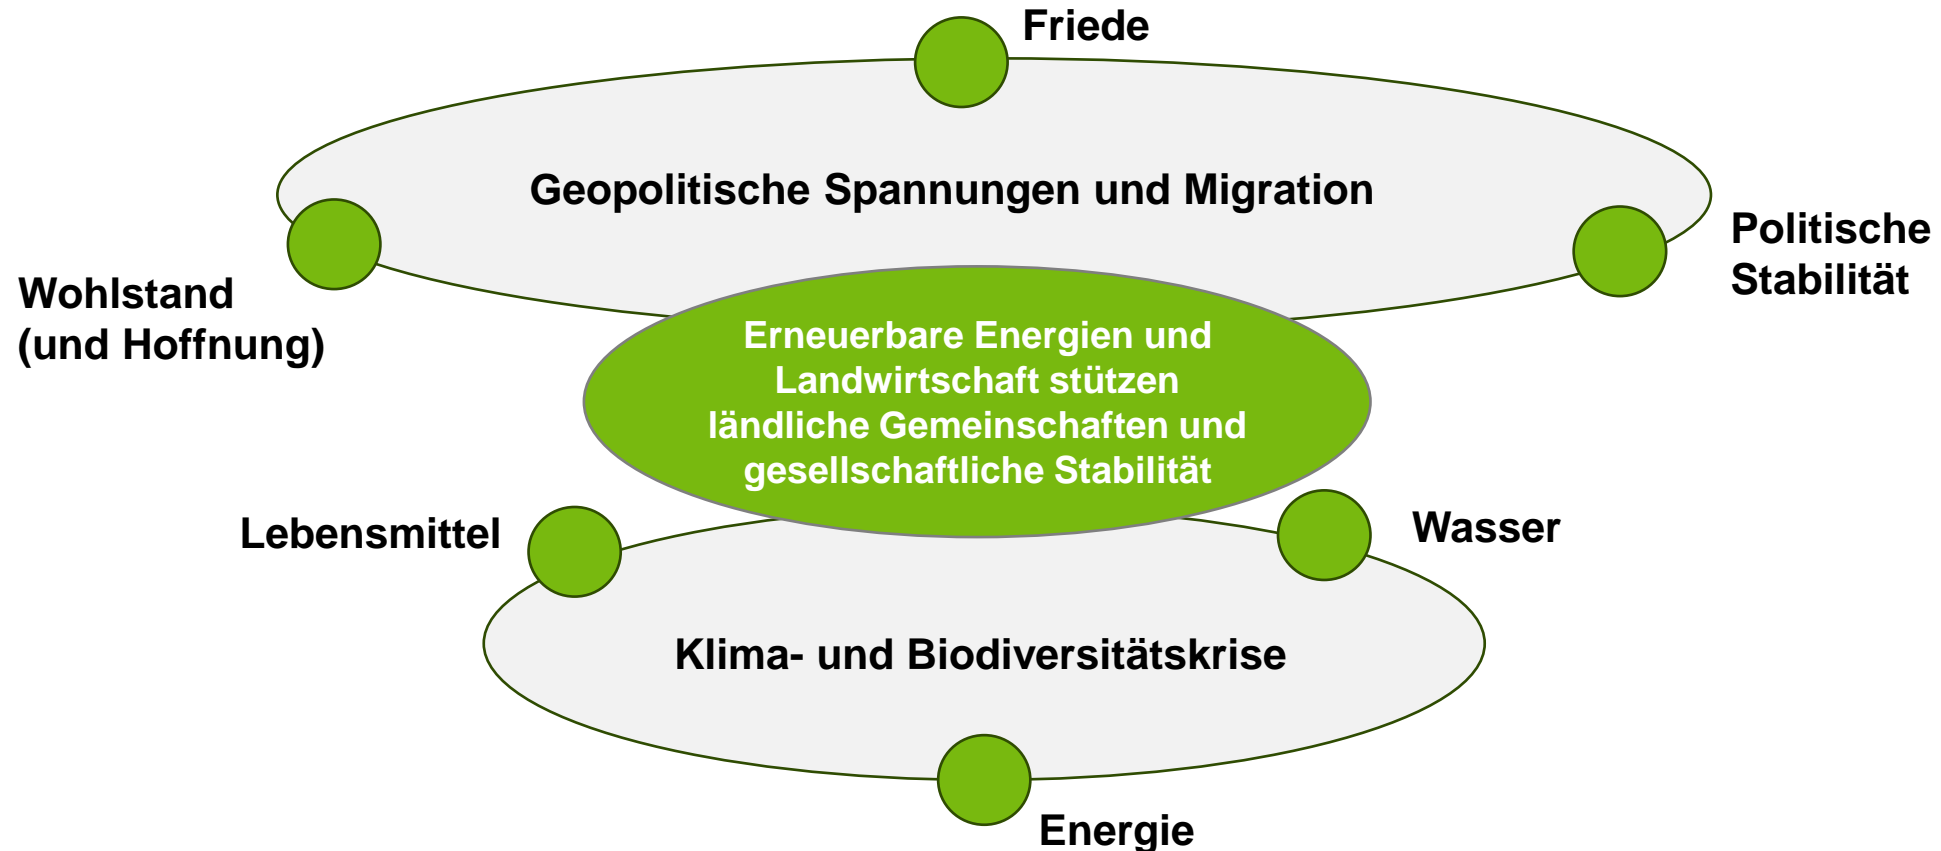 Friede
Geopolitische Spannungen und Migration
Politische
Stabilität
Wohlstand
(und Hoffnung)
Erneuerbare Energien und
Landwirtschaft stützen
ländliche Gemeinschaften und
gesellschaftliche Stabilität
Lebensmittel
Wasser
Klima- und Biodiversitätskrise
Energie